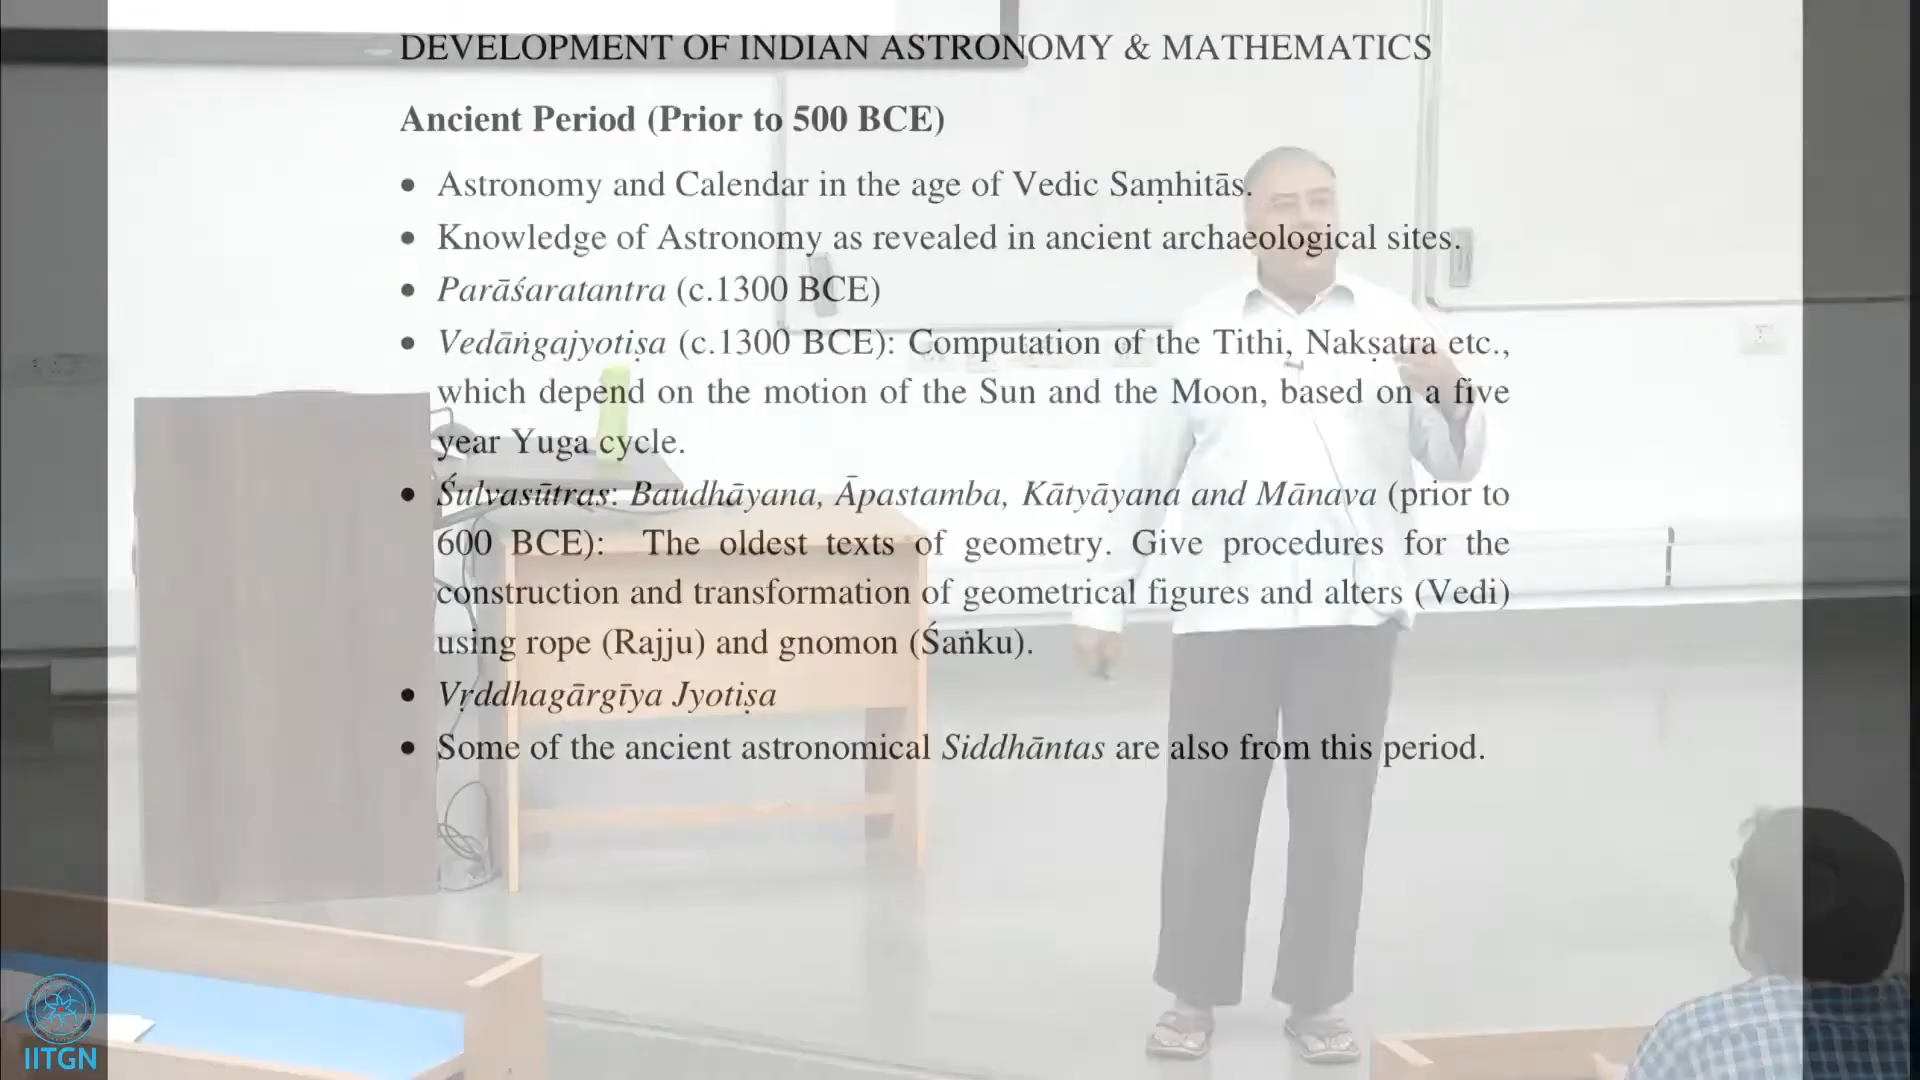 DEVELOPMENT OF INDIAN ASTRONOMY & MATHEMATICS
Ancient Period (Prior to 500 BCE)
• Astronomy and Calendar in the age of Vedic Saṃhitās.
• Knowledge of Astronomy as revealed in ancient archaeological sites.
• Parāśaratantra (c.1300 BCE)
• Vedāṅgajyotiṣa (c.1300 BCE): Computation of the Tithi, Nakṣatra etc.,
which depend on the motion of the Sun and the Moon, based on a five
year Yuga cycle.
• Śulvasūtras: Baudhāyana, Āpastamba, Kātyāyana and Mānava (prior to
600 BCE): The oldest texts of geometry. Give procedures for the
construction and transformation of geometrical figures and alters (Vedi)
using rope (Rajju) and gnomon (Śaṅku).
• Vṛddhagārgīya Jyotiṣa
• Some of the ancient astronomical Siddhāntas are also from this period.
IITGN